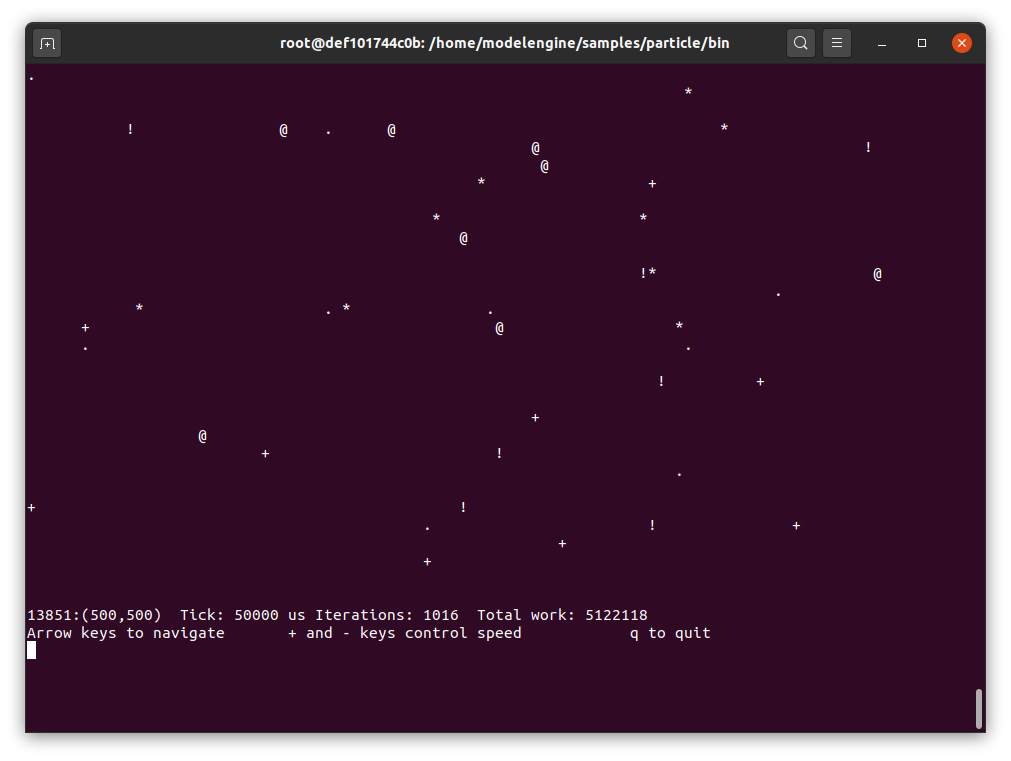 root@def101744c0b: /home/modelengine/samples/particle/bin
.
*
! @ . @ *
@ !
@
* +
* *
@
!* @
.
* . * .
+ @ *
. .
! +
+
@
+ !
.
+ !
. ! +
+
+
13851:(500,500) Tick: 50000 us Iterations: 1016 Total work: 5122118
Arrow keys to navigate + and - keys control speed q to quit